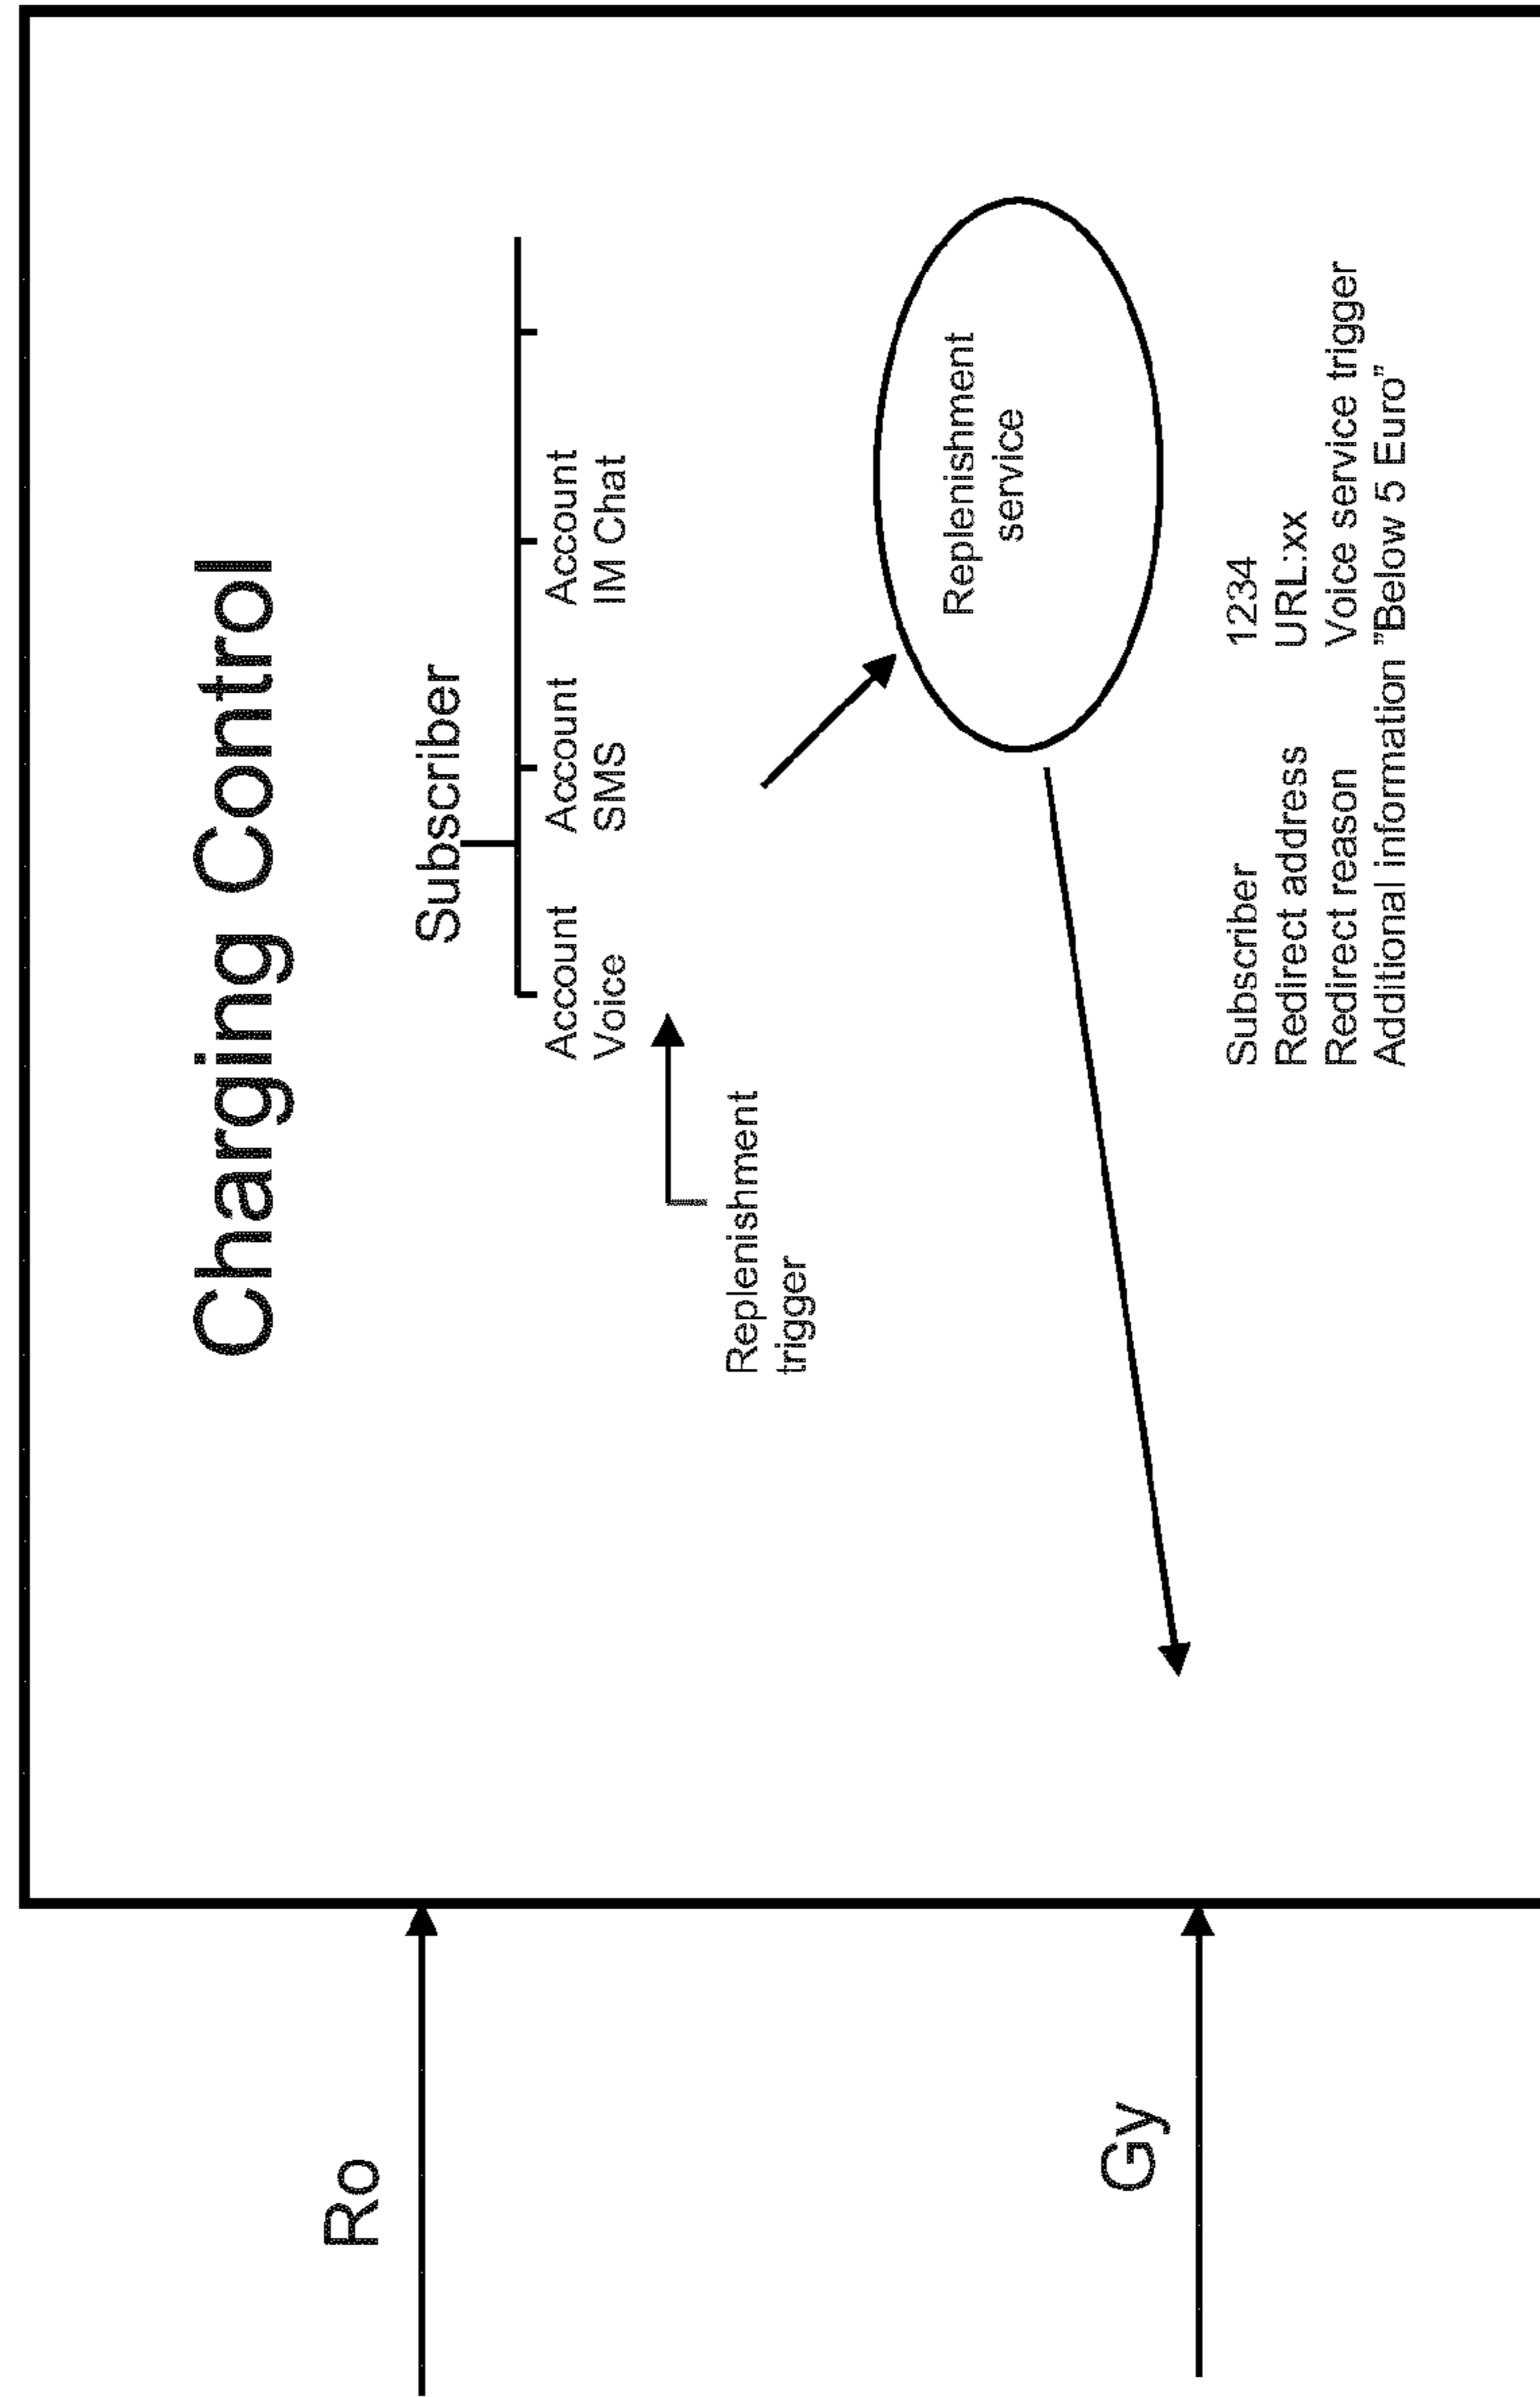 Charging Control
Ro
Subscriber
Account
Voice
Account
SMS
Account
IM Chat
Replenishment
trigger
Replenishment
service
Gy
Subscriber 1234
Redirect address URL:xx
Redirect reason Voice service trigger
Additional information ”Below 5 Euro”